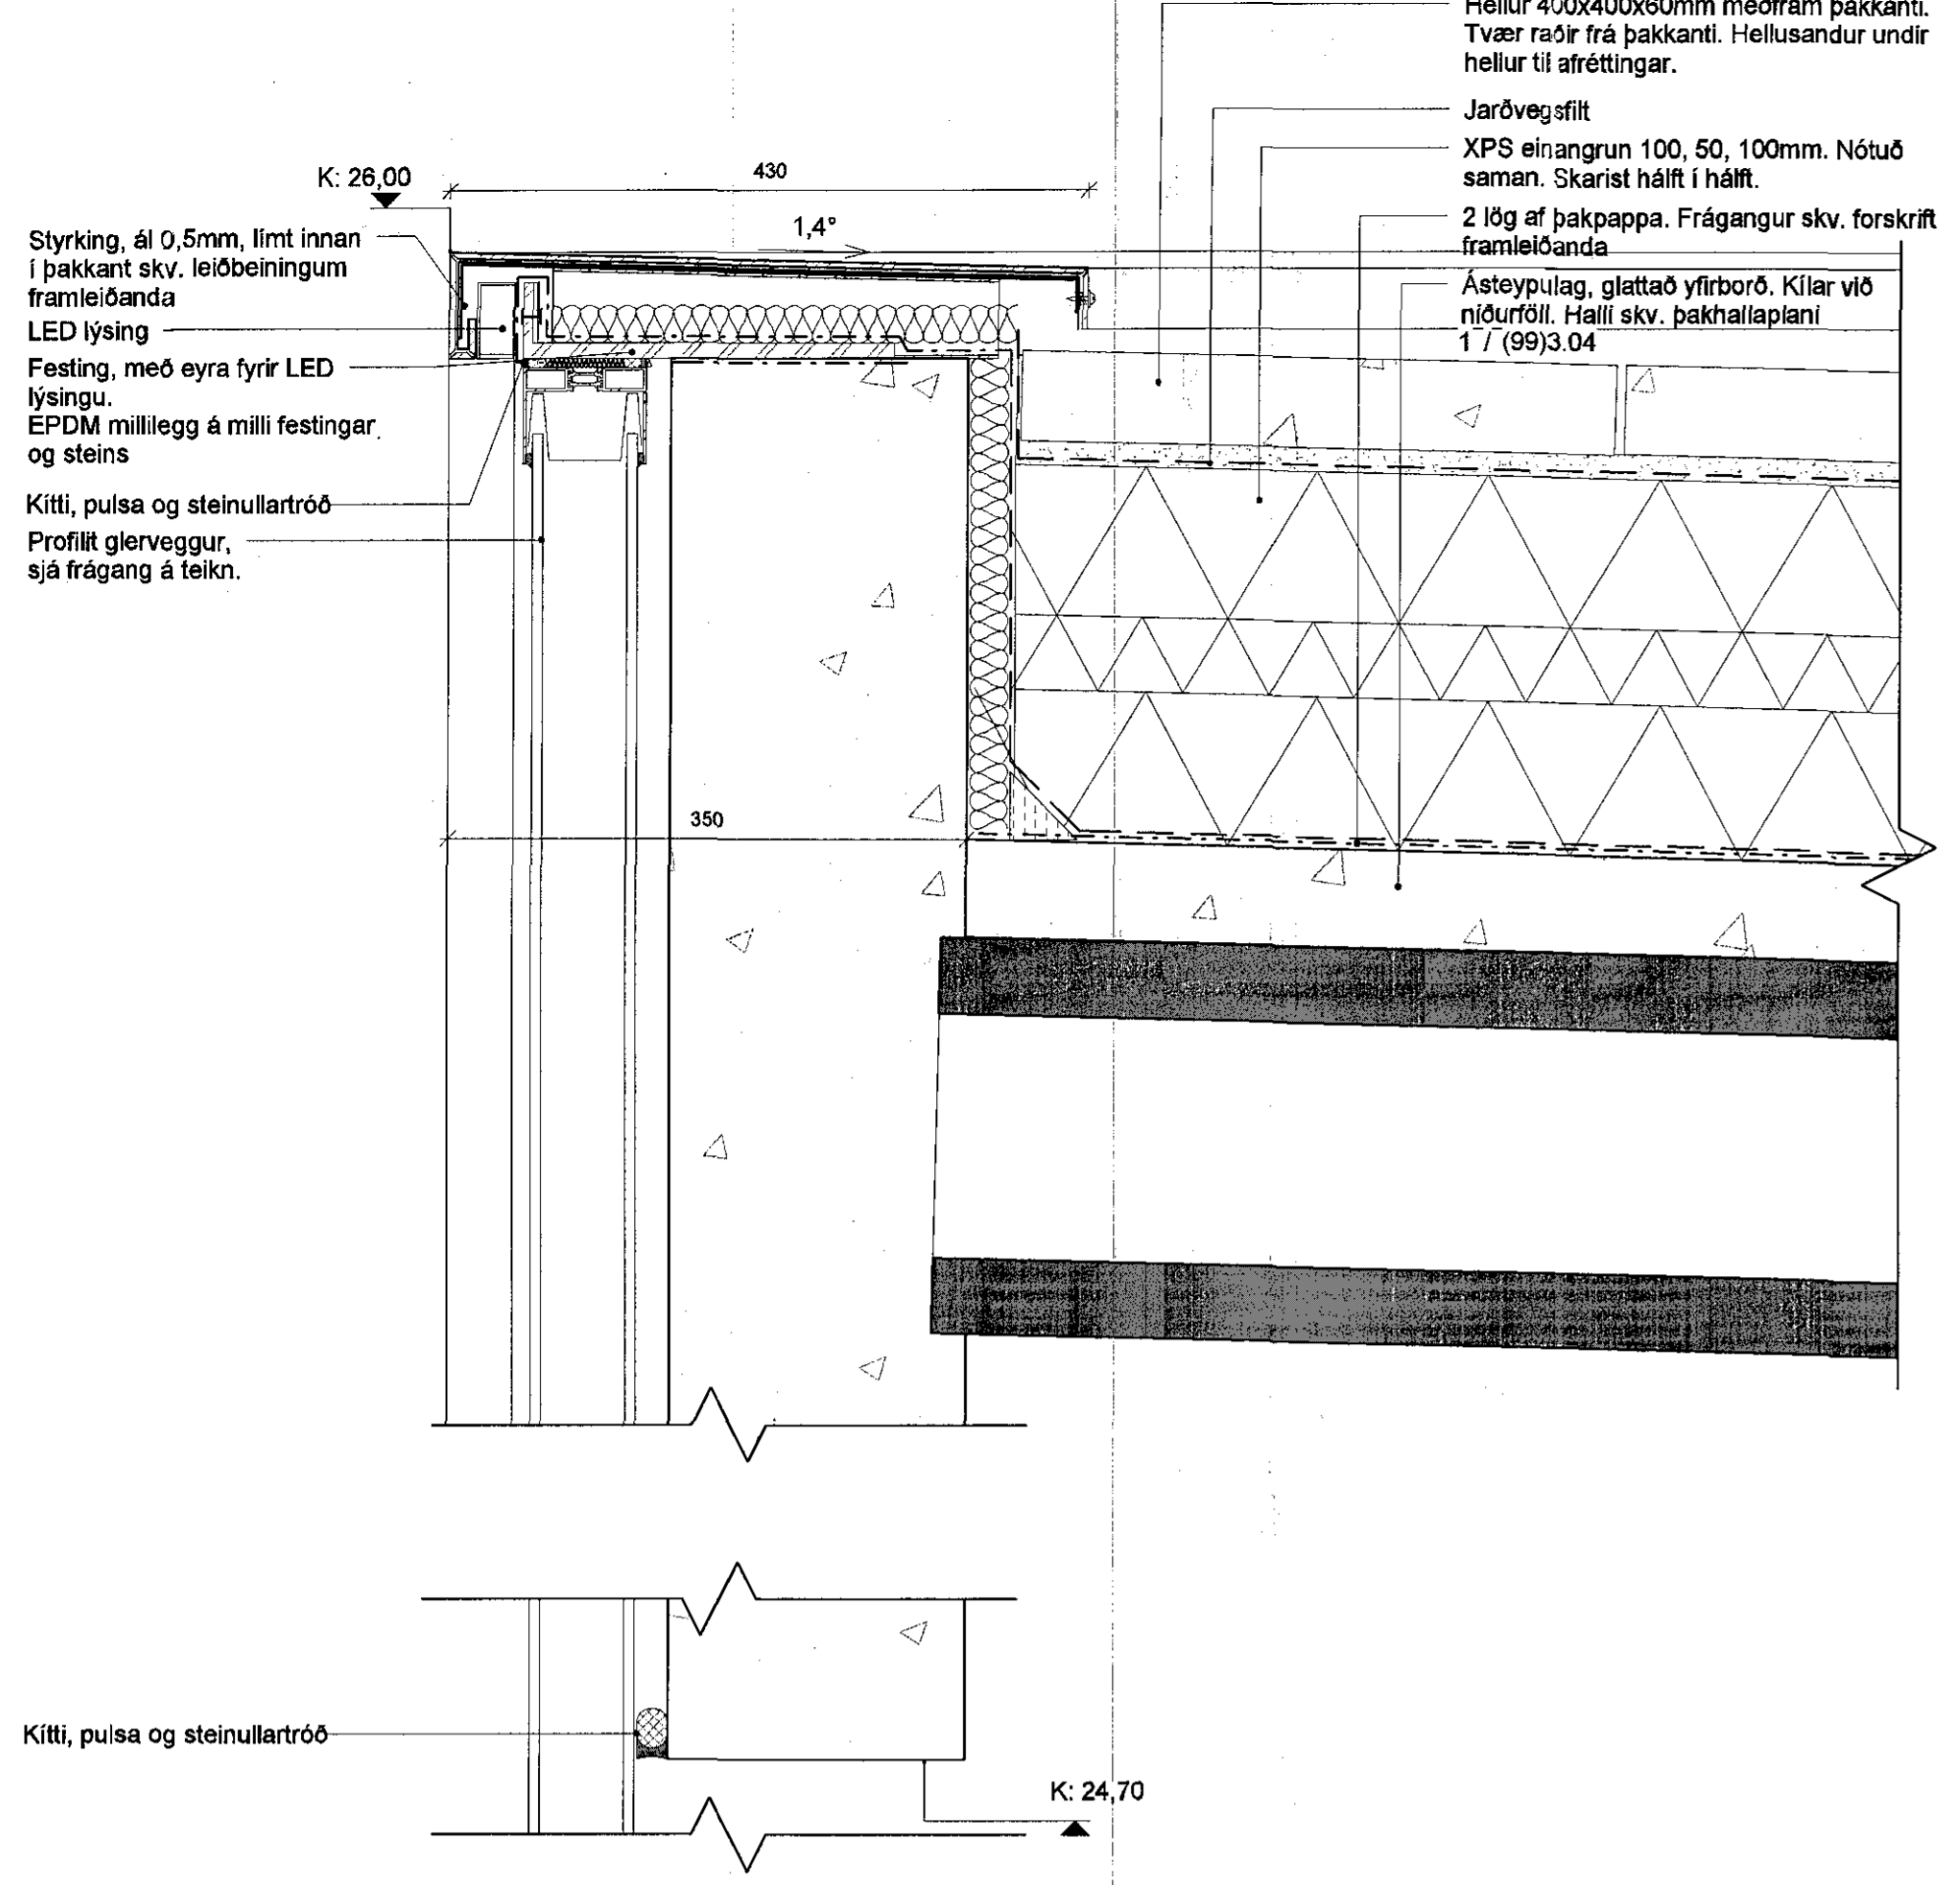 Hellur 400x400x60mm meðfram þakkanti.
Tvær raðir frá þakkanti. Hellusandur undir
hellur til afréttingar.
Jarðvegsfilt
XPS einangrun 100, 50, 100mm. Nótuð
saman. Skarist hálft í hálft.
2 lög af þakpappa. Frágangur skv. forskrift
framleiðanda
Ásteypulag, glattað yfirborð. Kílar við
niðurföll. Halli skv. þakhallaplani
1 / (99)3.04
430
K: 26,00
1,4°
Styrking, ál 0,5mm, límt innan
í þakkant skv. leiðbeiningum
framleiðanda
LED lýsing
Festing, með eyra fyrir LED
lýsingu.
EPDM millilegg á milli festingar
og steins
Kítti, pulsa og steinullartróð
Profilit glerveggur,
sjá frágang á teikn.
350
Kítti, pulsa og steinullartróð
K: 24,70